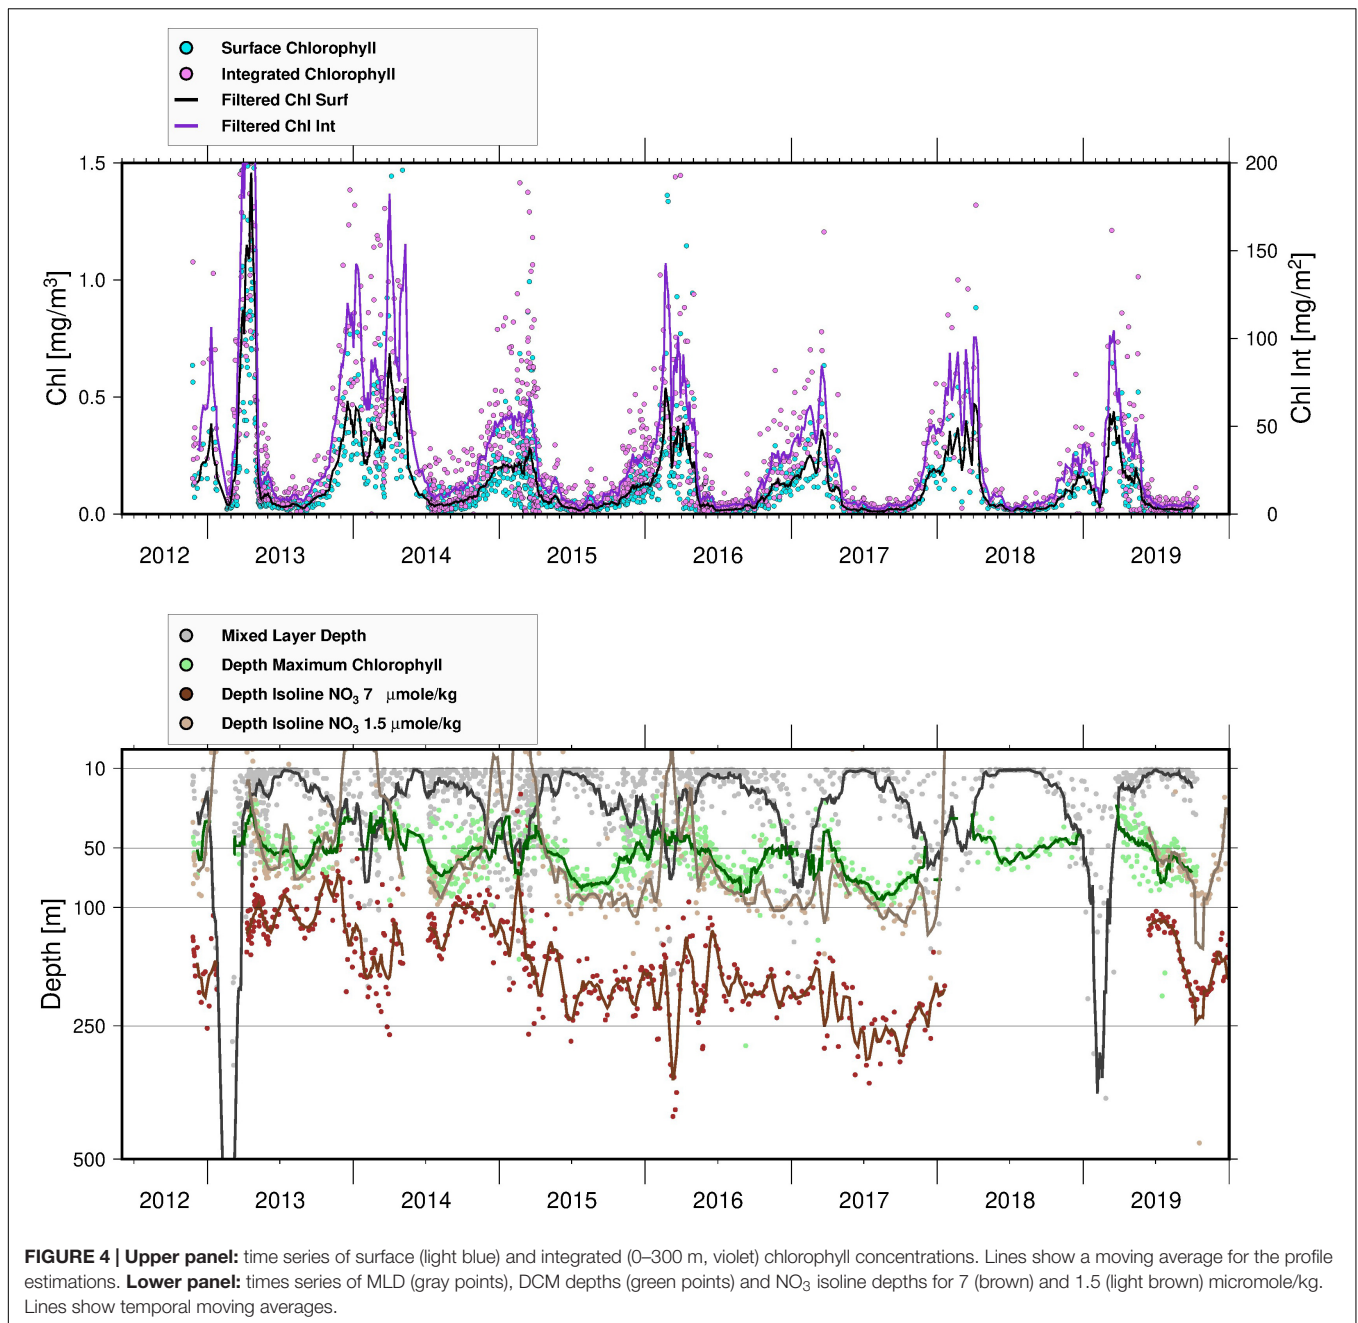 Surface Chlorophyll
Integrated Chlorophyll
Filtered Chl Surf
Filtered Chl Int
1.5
1.0
0.5
0.0
Chl [mg/m3]
200
150
100
50
0
Chl Int [mg/m2]
2012 2013 2014 2015 2016 2017 2018 2019
Mixed Layer Depth
Depth Maximum Chlorophyll
Depth Isoline NO3 7 μmole/kg
Depth Isoline NO3 1.5 μmole/kg
10
50
100
250
500
Depth [m]
2012 2013 2014 2015 2016 2017 2018 2019
FIGURE 4 | Upper panel: time series of surface (light blue) and integrated (0–300 m, violet) chlorophyll concentrations. Lines show a moving average for the profile
estimations. Lower panel: times series of MLD (gray points), DCM depths (green points) and NO3 isoline depths for 7 (brown) and 1.5 (light brown) micromole/kg.
Lines show temporal moving averages.